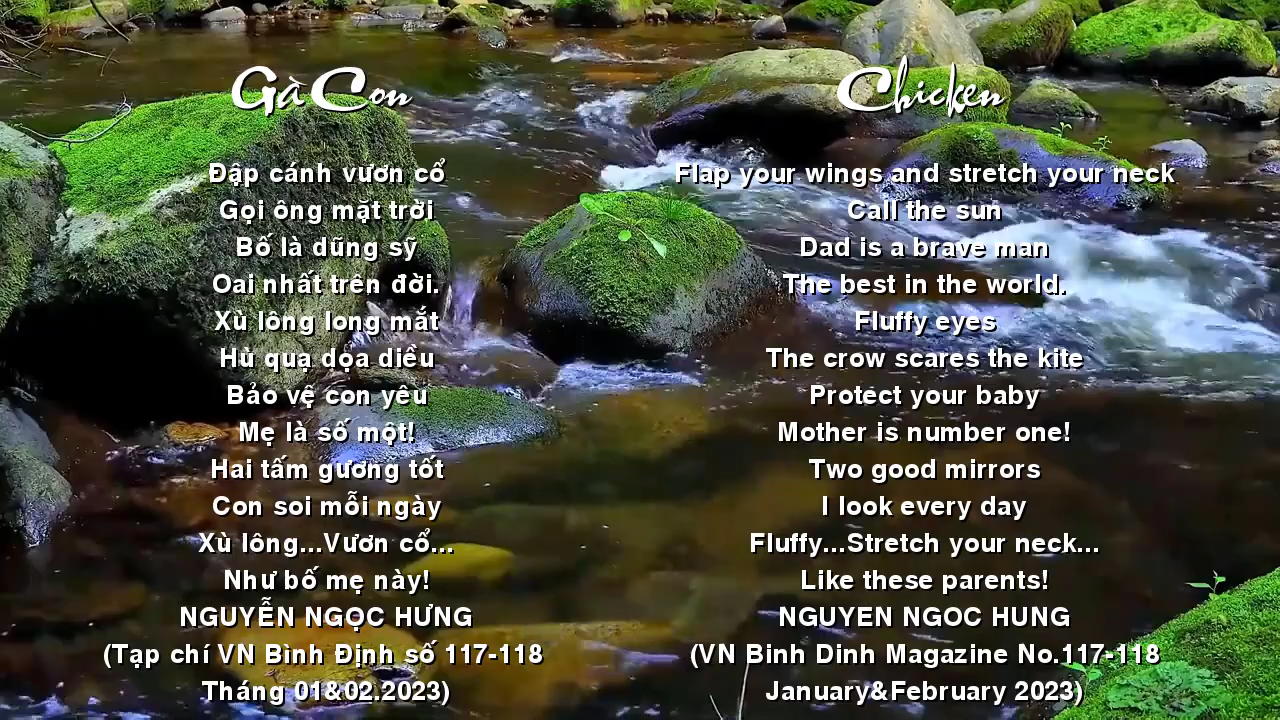 Gà Con
Đập cánh vươn cổ
Gọi ông mặt trời
Bố là dũng sỹ
Oai nhất trên đời.
Xù lông long mắt
Hù quạ dọa diều
Bảo vệ con yêu
Mẹ là số một!
Hai tấm gương tốt
Con soi mỗi ngày
Xù lông...Vươn cổ...
Như bố mẹ này!
NGUYỄN NGỌC HƯNG
(Tạp chí VN Bình Định số 117-118
Tháng 01&02.2023)
Chicken
Flap your wings and stretch your neck
Call the sun
Dad is a brave man
The best in the world.
Fluffy eyes
The crow scares the kite
Protect your baby
Mother is number one!
Two good mirrors
I look every day
Fluffy...Stretch your neck...
Like these parents!
NGUYEN NGOC HUNG
(VN Binh Dinh Magazine No.117-118
January&February 2023)